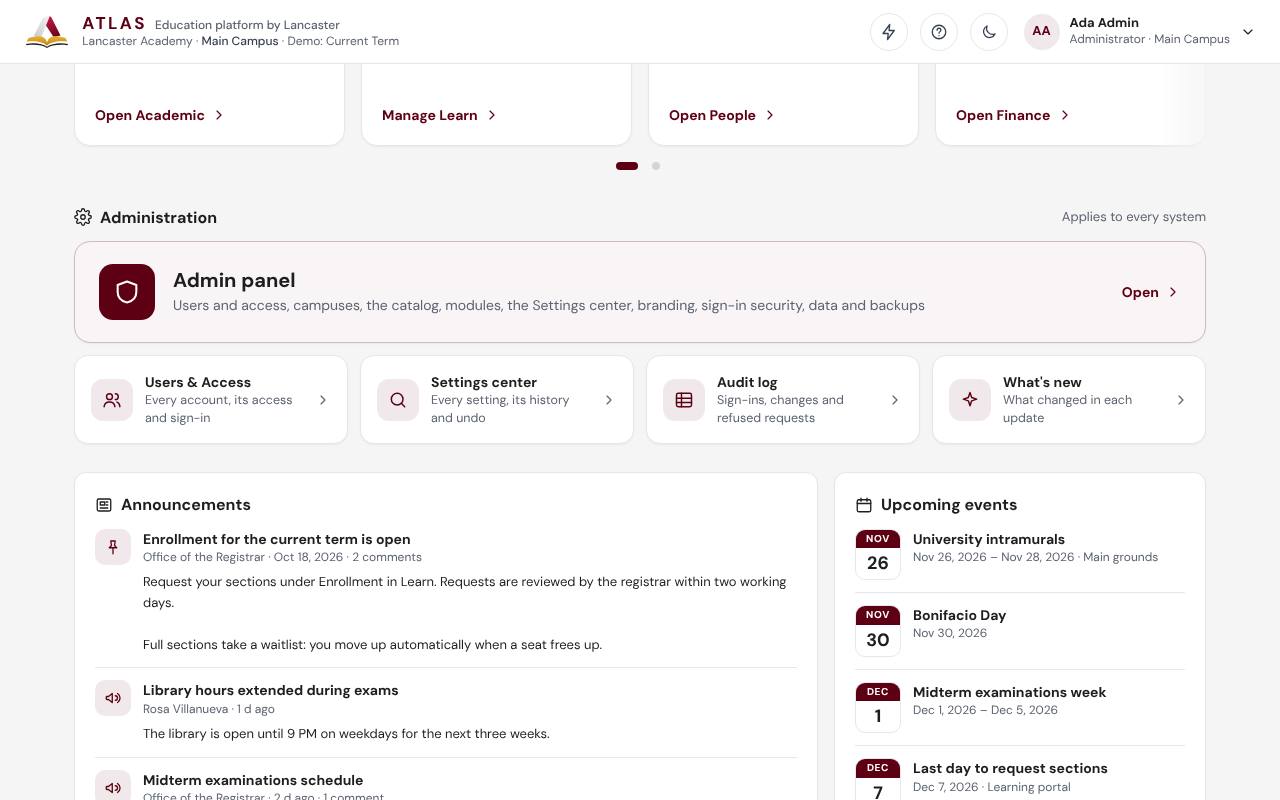 ATLAS Education platform by Lancaster
Lancaster Academy · Main Campus · Demo: Current Term
AA
Ada Admin
Administrator · Main Campus
Open Academic
Manage Learn
Open People
Open Finance
Administration
Applies to every system
Admin panel
Users and access, campuses, the catalog, modules, the Settings center, branding, sign-in security, data and backups
Open
Users & Access
Every account, its access
and sign-in
Settings center
Every setting, its history
and undo
Audit log
Sign-ins, changes and
refused requests
What's new
What changed in each
update
Announcements
Enrollment for the current term is open
Office of the Registrar · Oct 18, 2026 · 2 comments
Request your sections under Enrollment in Learn. Requests are reviewed by the registrar within two working
days.
Full sections take a waitlist: you move up automatically when a seat frees up.
Library hours extended during exams
Rosa Villanueva · 1 d ago
The library is open until 9 PM on weekdays for the next three weeks.
Midterm examinations schedule
Office of the Registrar · 2 d ago · 1 comment
Upcoming events
NOV
26
University intramurals
Nov 26, 2026 – Nov 28, 2026 · Main grounds
NOV
30
Bonifacio Day
Nov 30, 2026
DEC
1
Midterm examinations week
Dec 1, 2026 – Dec 5, 2026
DEC
7
Last day to request sections
Dec 7, 2026 · Learning portal